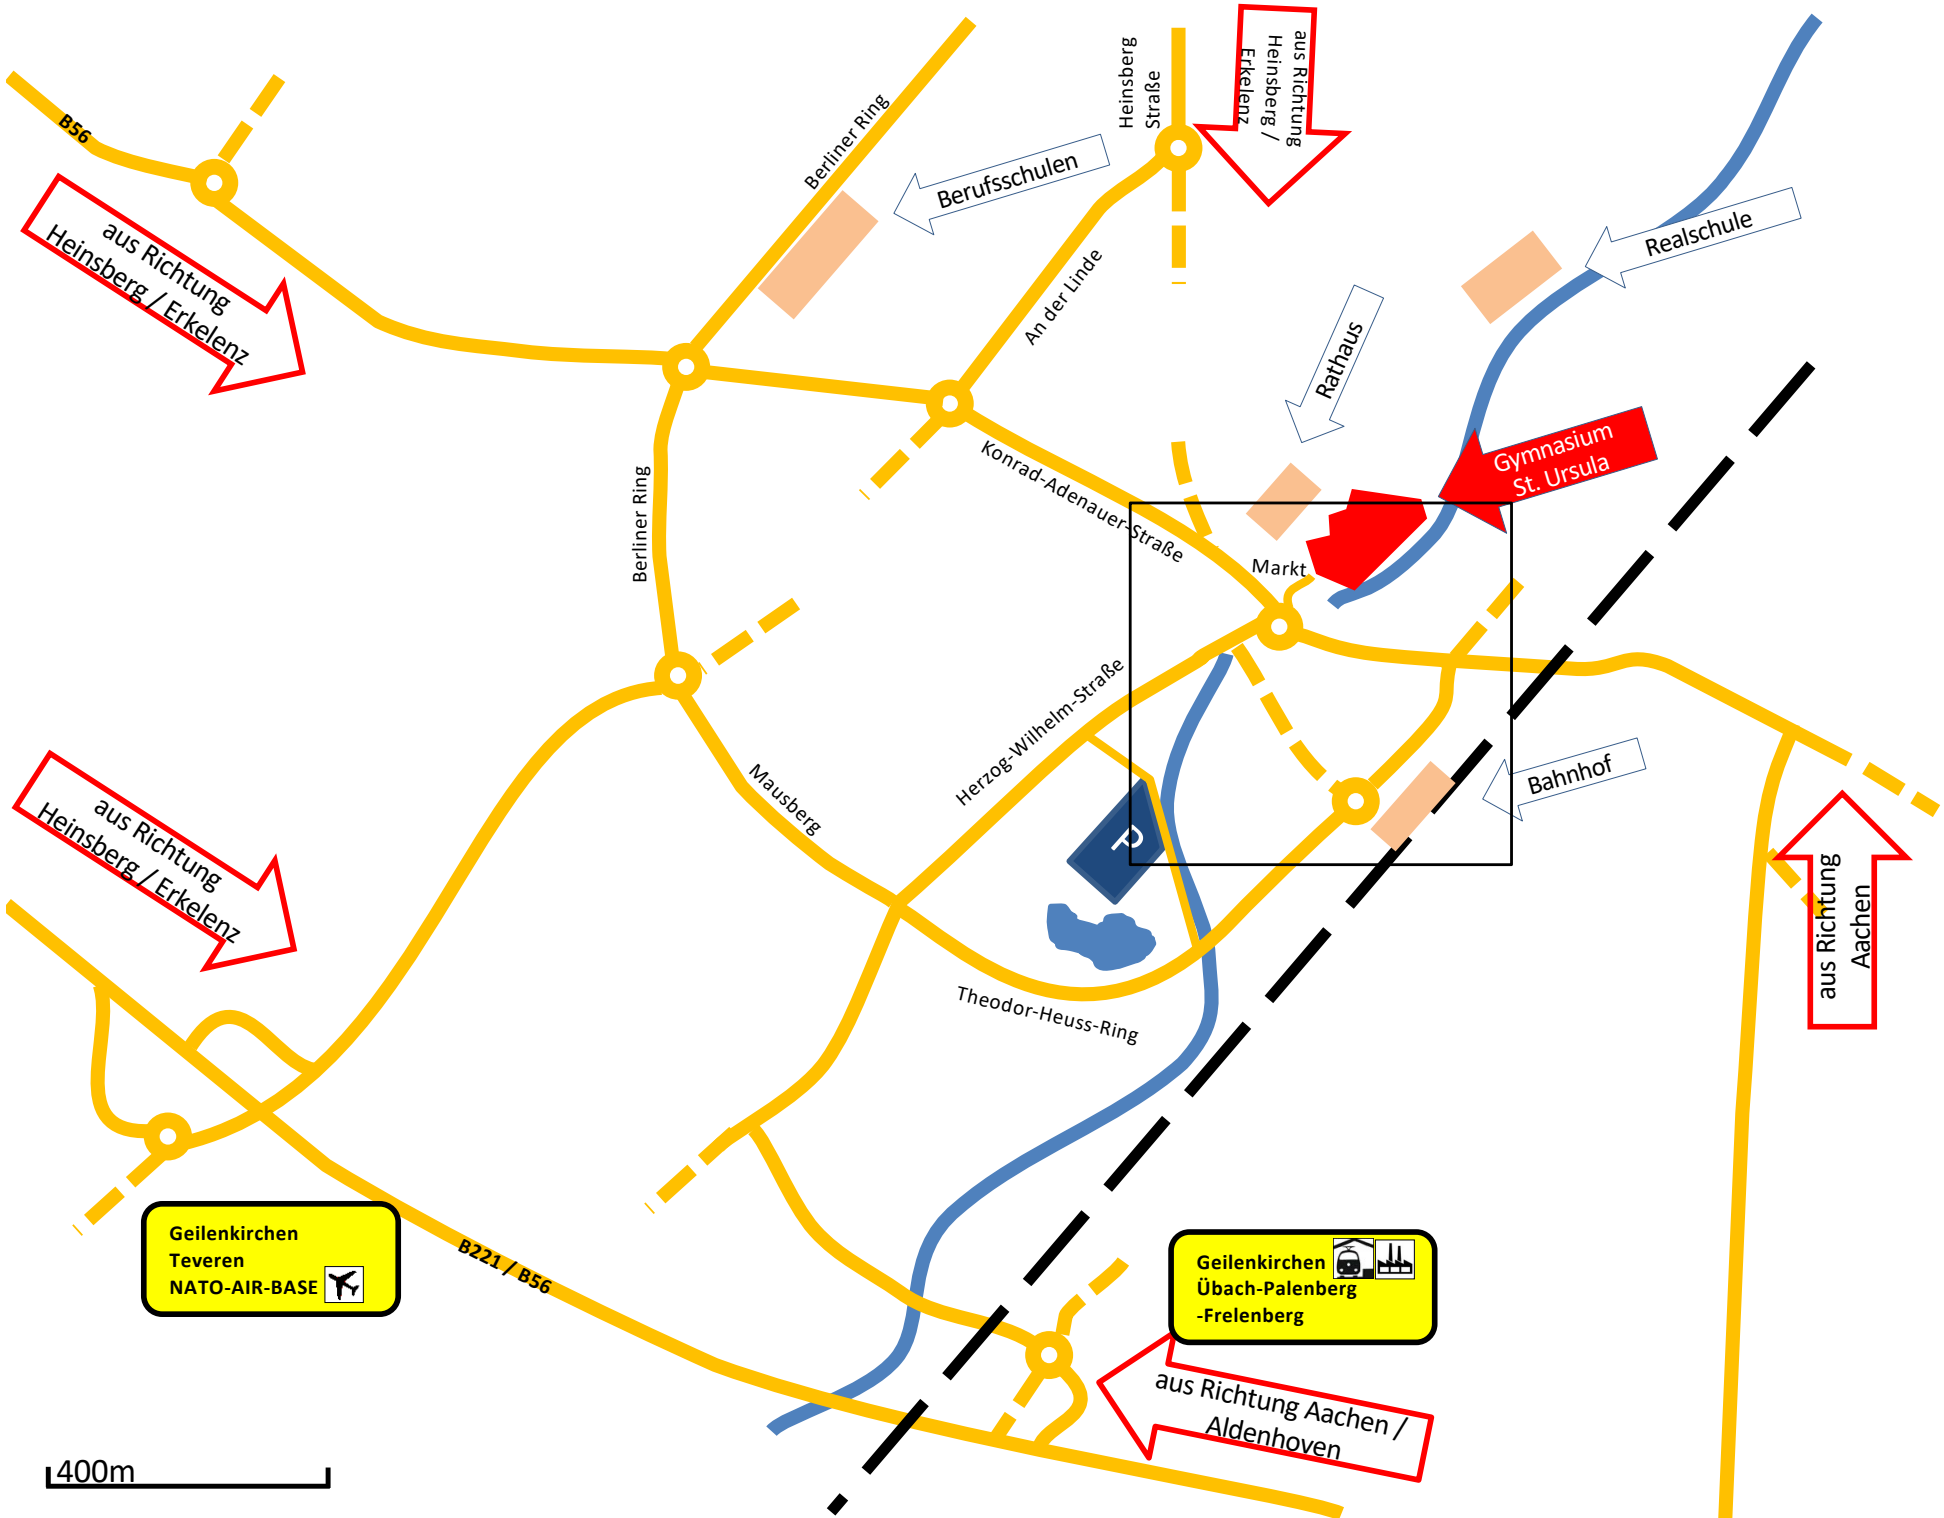 B56
aus Richtung
Heinsberg / Erkelenz
Berliner Ring
Berufsschulen
Heinsberg
Straße
aus Richtung
Heinsberg /
Erkelenz
An der Linde
Realschule
Rathaus
Konrad-Adenauer-Straße
Gymnasium
St. Ursula
Markt
Berliner Ring
Herzog-Wilhelm-Straße
Mausberg
P
Bahnhof
Theodor-Heuss-Ring
aus Richtung
Heinsberg / Erkelenz
aus Richtung
Aachen
Geilenkirchen
Teveren
NATO-AIR-BASE
B221 / B56
Geilenkirchen
Übach-Palenberg
-Frelenberg
aus Richtung Aachen /
Aldenhoven
400m